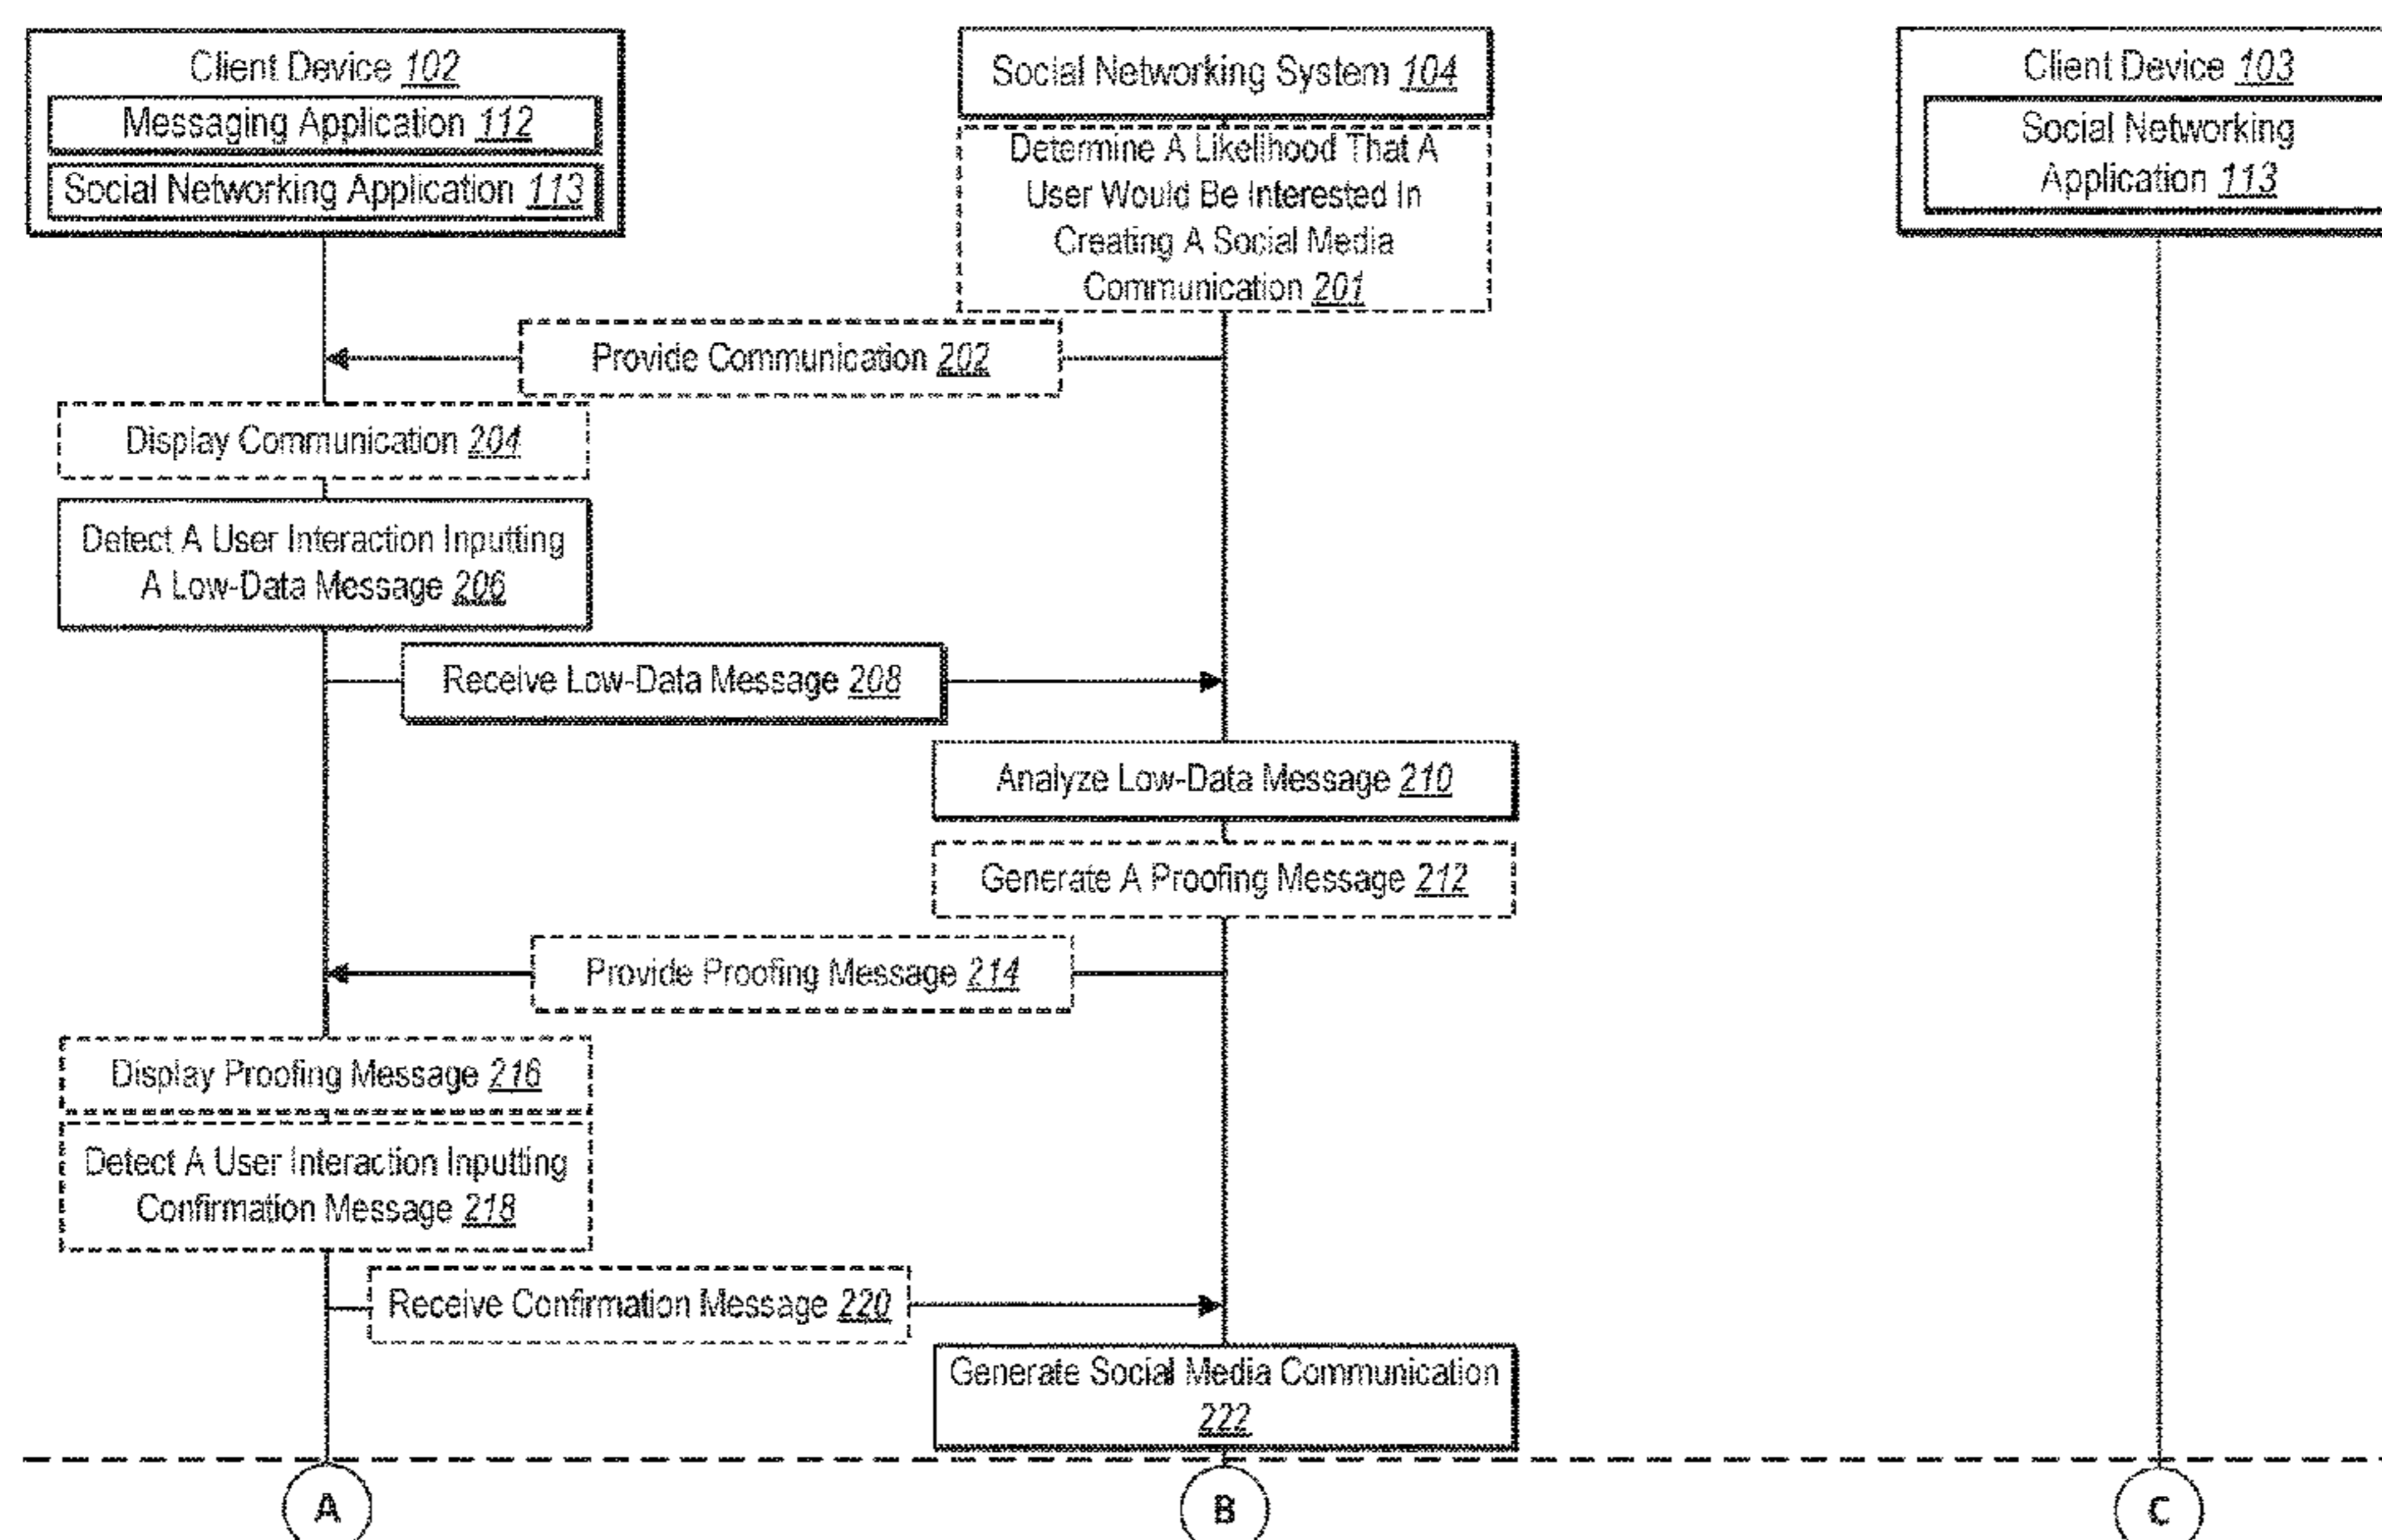 Client Device 102
Messaging Application 112
Social Networking Application 113
Social Networking System 104
Determine A Likelihood That A
User Would Be Interested In
Creating A Social Media
Communication 201
Client Device 103
Social Networking
Application 113
Provide Communication 202
Display Communication 204
Detect A User Interaction Inputting
A Low-Data Message 206
Receive Low-Data Message 208
Analyze Low-Data Message 210
Generate A Proofing Message 212
Provide Proofing Message 214
Display Proofing Message 216
Detect A User Interaction Inputting
Confirmation Message 218
Receive Confirmation Message 220
Generate Social Media Communication
222
A
B
C